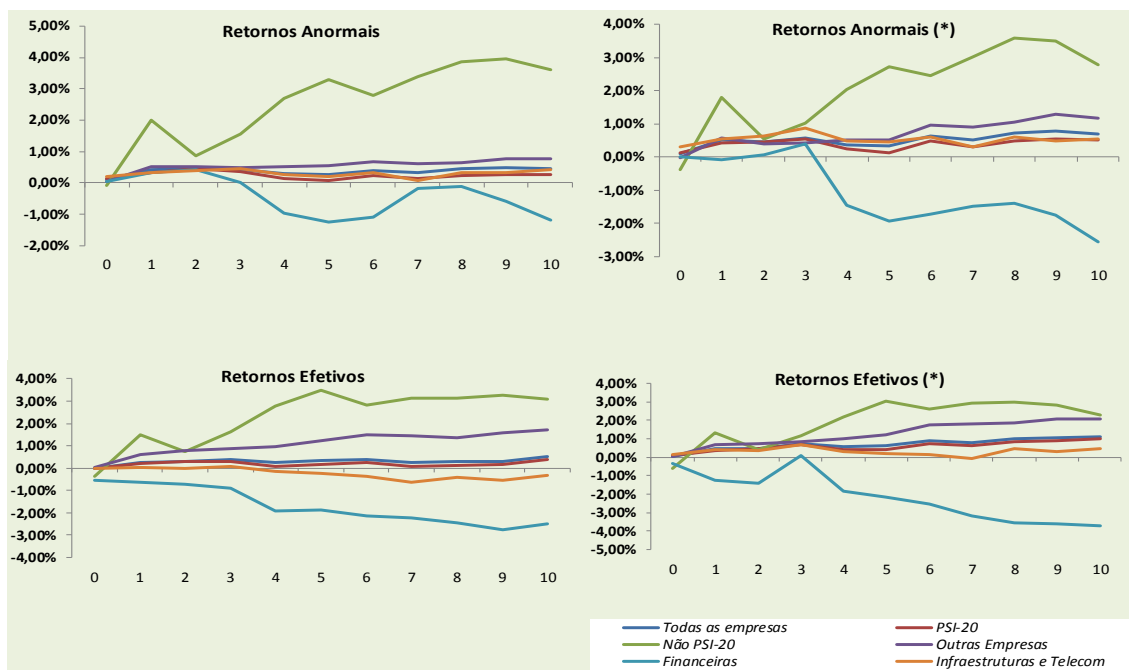 Retornos Anormais
5,00%
4,00%
3,00%
2,00%
1,00%
0,00%
-1,00%
-2,00%
0 1 2 3 4 5 6 7 8 9 10
Retornos Anormais (*)
4,00%
3,00%
2,00%
1,00%
0,00%
-1,00%
-2,00%
-3,00%
0 1 2 3 4 5 6 7 8 9 10
Retornos Efetivos
4,00%
3,00%
2,00%
1,00%
0,00%
-1,00%
-2,00%
-3,00%
-4,00%
0 1 2 3 4 5 6 7 8 9 10
Retornos Efetivos (*)
4,00%
3,00%
2,00%
1,00%
0,00%
-1,00%
-2,00%
-3,00%
-4,00%
-5,00%
0 1 2 3 4 5 6 7 8 9 10
Todas as empresas
PSI-20
Não PSI-20
Outras Empresas
Financeiras
Infraestruturas e Telecom